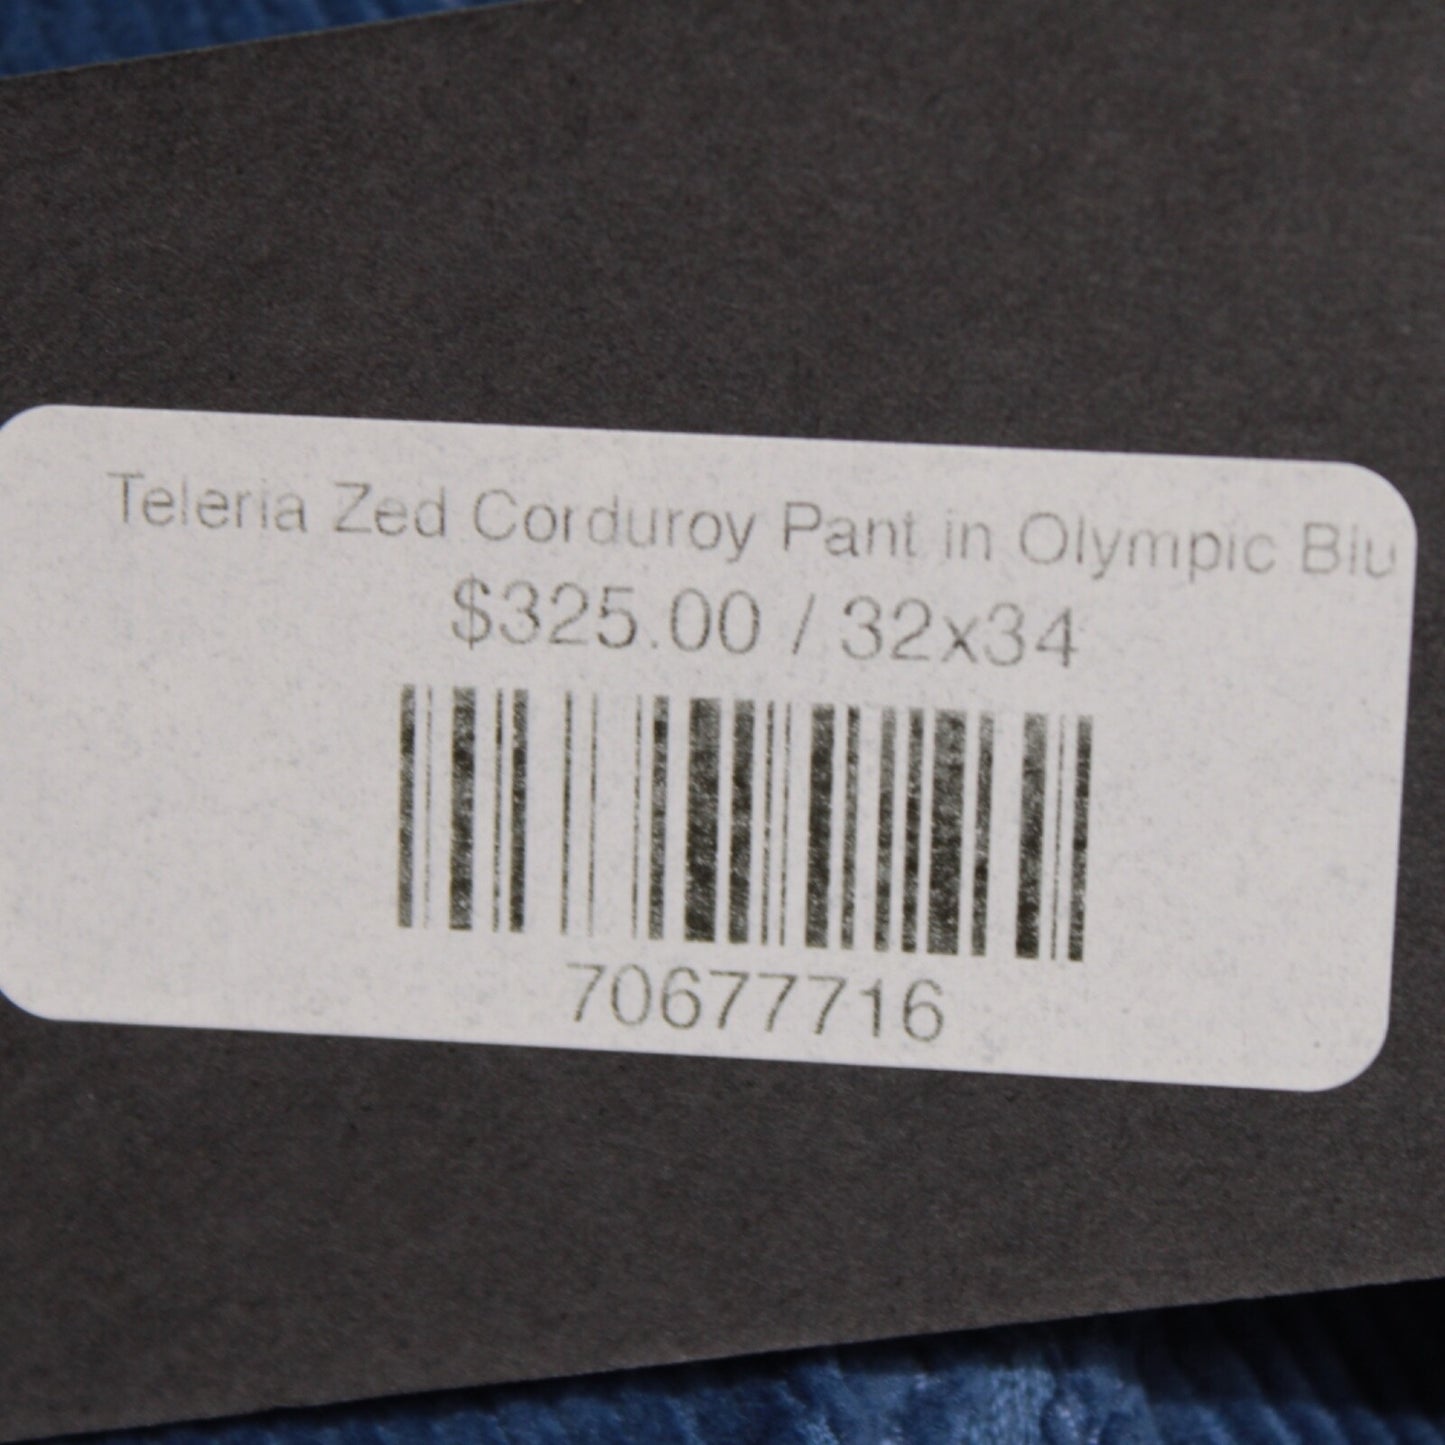 Teleria Zed Corduroy Pant in Olympic Blu
$325.00 / 32x34
70677716